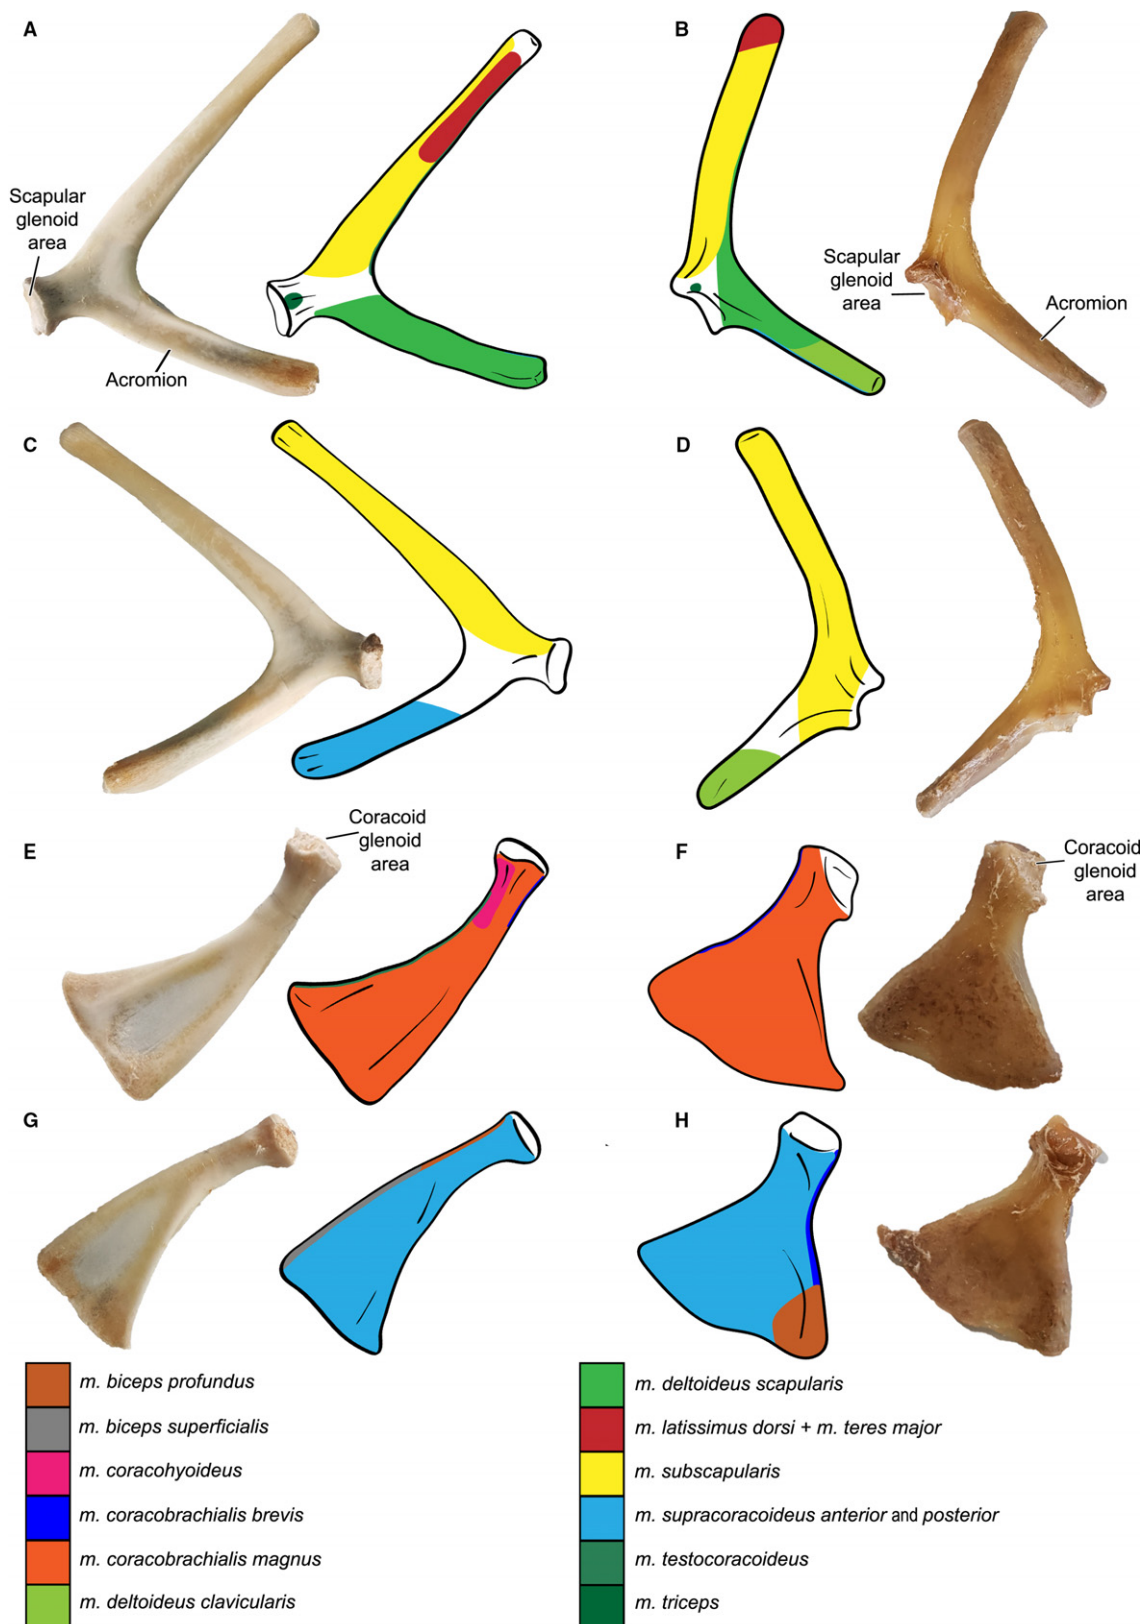 A
B
Scapular
glenoid
area
Acromion
Scapular
glenoid
area
Acromion
C
D
E
Coracoid
glenoid
area
F
Coracoid
glenoid
area
G
H
m. biceps profundus
m. biceps superficialis
m. coracohyoideus
m. coracobrachialis brevis
m. coracobrachialis magnus
m. deltoideus clavicularis
m. deltoideus scapularis
m. latissimus dorsi + m. teres major
m. subscapularis
m. supracoracoideus anterior and posterior
m. testocoracoideus
m. triceps